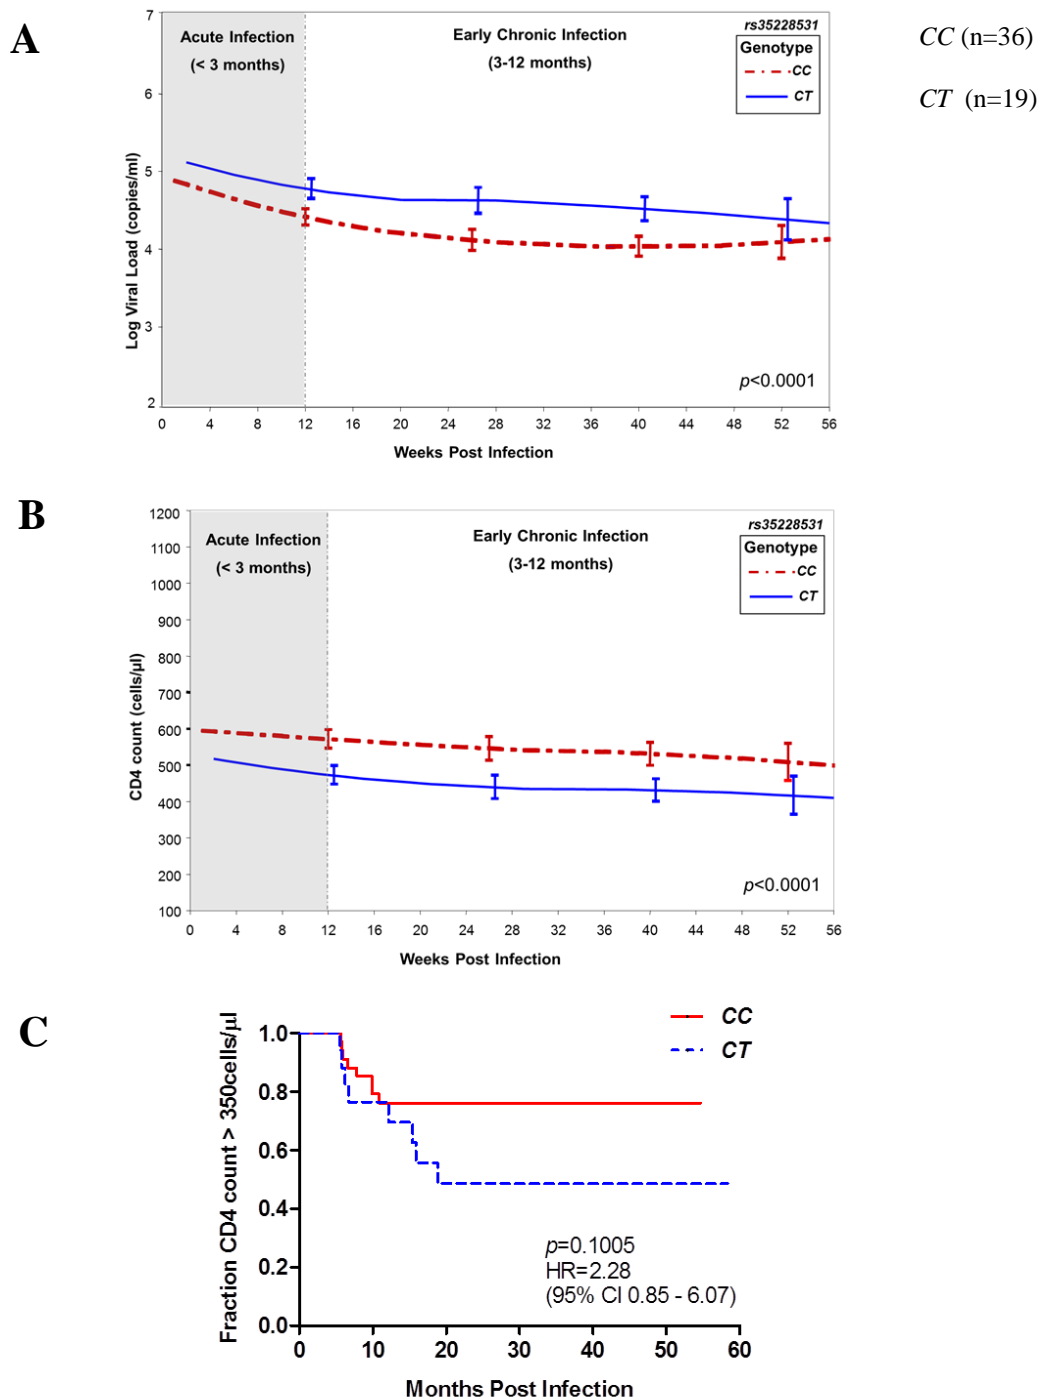 A
rs35228531
CC (n=36)
CT (n=19)
Acute Infection
(< 3 months)
Early Chronic Infection
(3-12 months)
Genotype
CC
CT
Log Viral Load (copies/ml)
7
6
5
4
3
2
p<0.0001
0 4 8 12 16 20 24 28 32 36 40 44 48 52 56
Weeks Post Infection
B
rs35228531
Acute Infection
(< 3 months)
Early Chronic Infection
(3-12 months)
Genotype
CC
CT
CD4 count (cells/µl)
1200
1100
1000
900
800
700
600
500
400
300
200
100
p<0.0001
0 4 8 12 16 20 24 28 32 36 40 44 48 52 56
Weeks Post Infection
C
CC
CT
Fraction CD4 count > 350cells/µl
1.0
0.8
0.6
0.4
0.2
0.0
p=0.1005
HR=2.28
(95% CI 0.85 - 6.07)
0 10 20 30 40 50 60
Months Post Infection